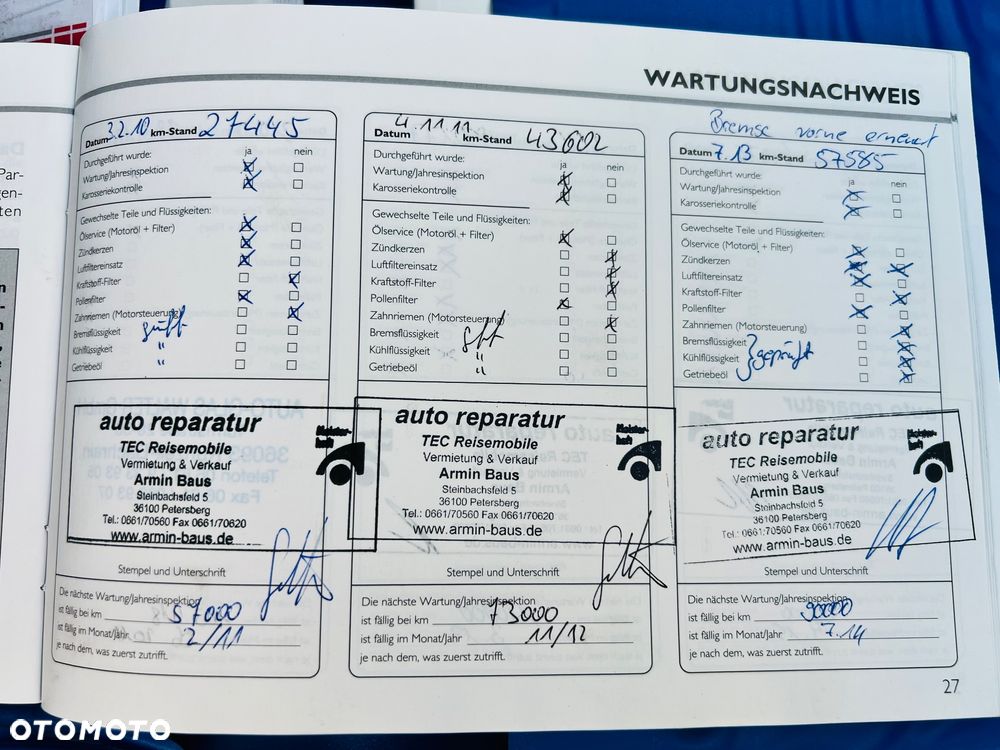 WARTUNGSNACHWEIS
Datum 3.2.10 km-Stand 27445
Durchgeführt wurde: ja nein
Wartung/Jahresinspektion
Karosseriekontrolle
Gewechselte Teile und Flüssigkeiten:
Ölservice (Motoröl + Filter)
Zündkerzen
Luftfiltereinsatz
Kraftstoff-Filter
Pollenfilter
Zahnriemen (Motorsteuerung)
Bremsflüssigkeit
Kühlflüssigkeit "
Getriebeöl "
auto reparatur
Meister-
haft
TEC Reisemobile
Vermietung & Verkauf
Armin Baus
Steinbachsfeld 5
36100 Petersberg
Tel.: 0661/70560 Fax 0661/70620
www.armin-baus.de
Stempel und Unterschrift
Die nächste Wartung/Jahresinspektion
ist fällig bei km 57000
ist fällig im Monat/Jahr 2/11
je nach dem, was zuerst zutrifft.
Datum 4.11.11 km-Stand 43602
Durchgeführt wurde: ja nein
Wartung/Jahresinspektion
Karosseriekontrolle
Gewechselte Teile und Flüssigkeiten:
Ölservice (Motoröl + Filter)
Zündkerzen
Luftfiltereinsatz
Kraftstoff-Filter
Pollenfilter
Zahnriemen (Motorsteuerung)
Bremsflüssigkeit
Kühlflüssigkeit "
Getriebeöl "
auto reparatur
Meister-
haft
TEC Reisemobile
Vermietung & Verkauf
Armin Baus
Steinbachsfeld 5
36100 Petersberg
Tel.: 0661/70560 Fax 0661/70620
www.armin-baus.de
Stempel und Unterschrift
Die nächste Wartung/Jahresinspektion
ist fällig bei km 73000
ist fällig im Monat/Jahr 11/12
je nach dem, was zuerst zutrifft.
Bremse vorne erneuert
Datum 7.13 km-Stand 57585
Durchgeführt wurde: ja nein
Wartung/Jahresinspektion
Karosseriekontrolle
Gewechselte Teile und Flüssigkeiten:
Ölservice (Motoröl + Filter)
Zündkerzen
Luftfiltereinsatz
Kraftstoff-Filter
Pollenfilter
Zahnriemen (Motorsteuerung)
Bremsflüssigkeit
Kühlflüssigkeit geprüft
Getriebeöl
auto reparatur
Meister-
haft
TEC Reisemobile
Vermietung & Verkauf
Armin Baus
Steinbachsfeld 5
36100 Petersberg
Tel.: 0661/70560 Fax 0661/70620
www.armin-baus.de
Stempel und Unterschrift
Die nächste Wartung/Jahresinspektion
ist fällig bei km 90000
ist fällig im Monat/Jahr 7.14
je nach dem, was zuerst zutrifft.
27
OTOMOTO